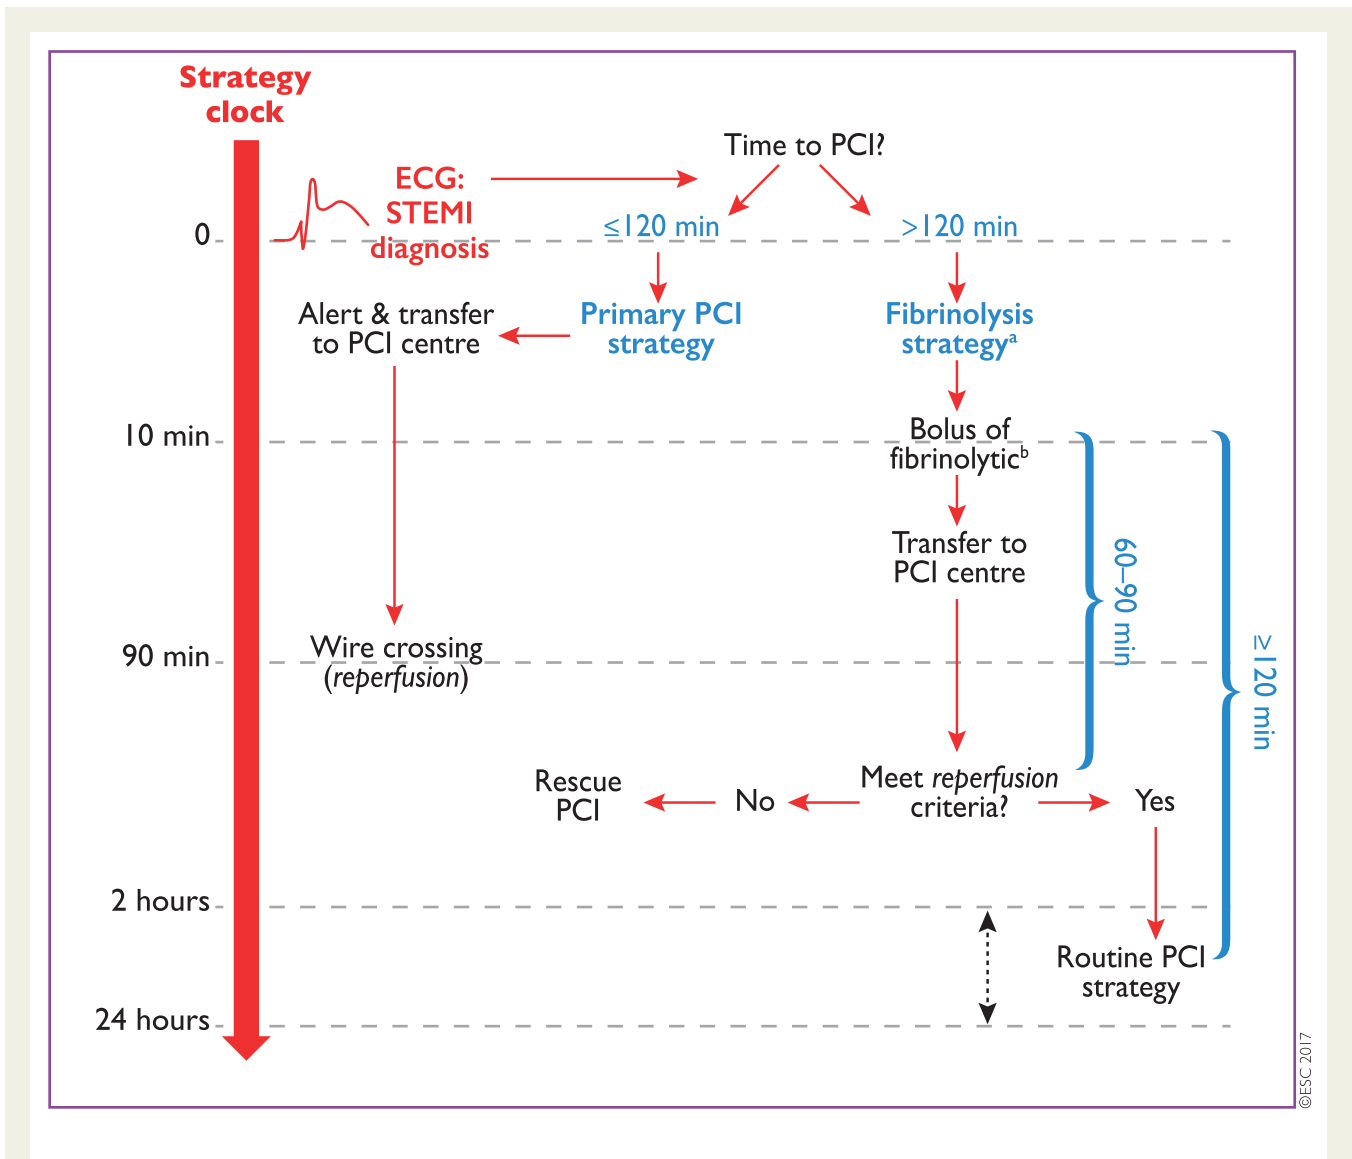 Strategy
clock
Time to PCI?
ECG:
STEMI
diagnosis
0
≤120 min
>120 min
Alert & transfer
to PCI centre
Primary PCI
strategy
Fibrinolysis
strategyᵃ
10 min
Bolus of
fibrinolyticᵇ
Transfer to
PCI centre
60–90 min
≥120 min
90 min
Wire crossing
(reperfusion)
Rescue
PCI
No
Meet reperfusion
criteria?
Yes
2 hours
Routine PCI
strategy
24 hours
©ESC 2017